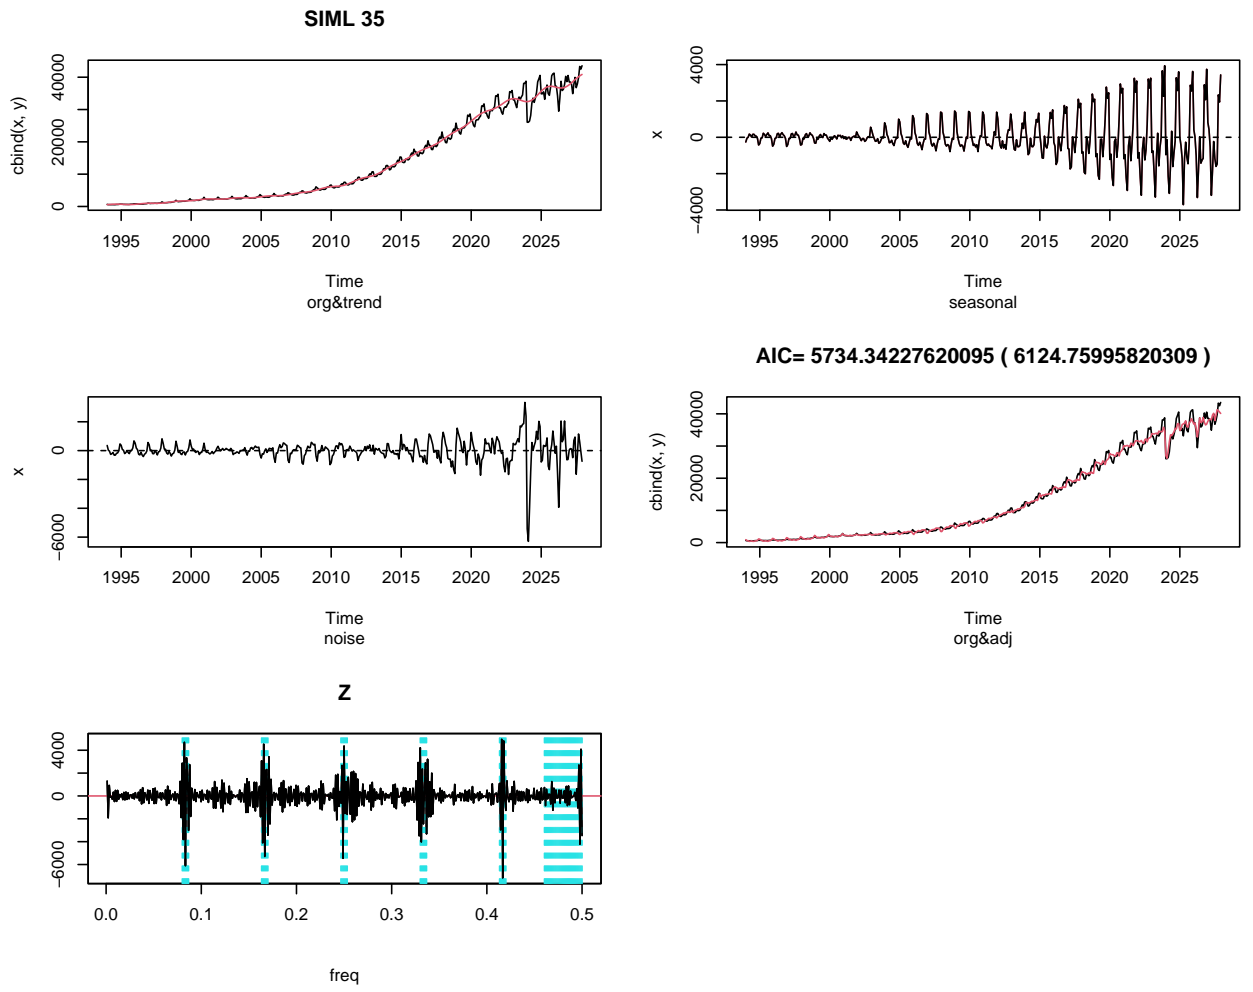 SIML 35
cbind(x, y)
0 20000 40000
1995 2000 2005 2010 2015 2020 2025
Time
org&trend
x
−4000 0 4000
1995 2000 2005 2010 2015 2020 2025
Time
seasonal
x
−6000 0
1995 2000 2005 2010 2015 2020 2025
Time
noise
AIC= 5734.34227620095 ( 6124.75995820309 )
cbind(x, y)
0 20000 40000
1995 2000 2005 2010 2015 2020 2025
Time
org&adj
Z
−6000 0 4000
0.0 0.1 0.2 0.3 0.4 0.5
freq